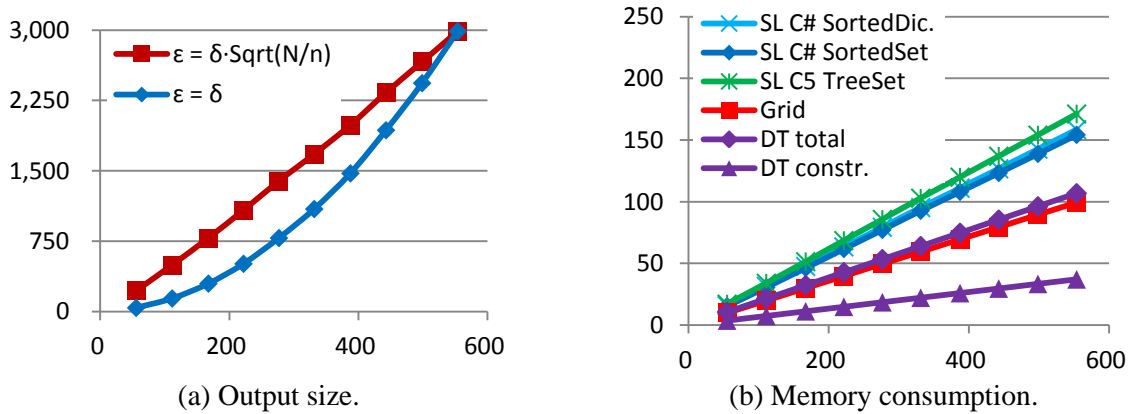 3,000
2,250
1,500
750
0
0
200
400
600
ε = δ·Sqrt(N/n)
ε = δ
(a) Output size.
250
200
150
100
50
0
0
200
400
600
SL C# SortedDic.
SL C# SortedSet
SL C5 TreeSet
Grid
DT total
DT constr.
(b) Memory consumption.